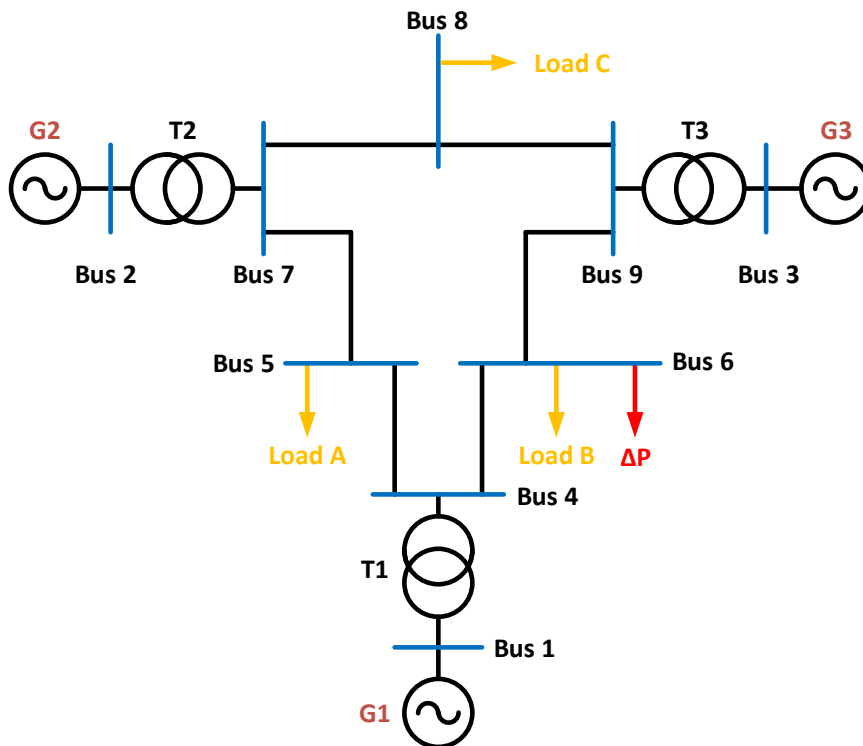 Bus 8
Load C
G2
T2
T3
G3
Bus 2
Bus 7
Bus 9
Bus 3
Bus 5
Bus 6
Load A
Load B
ΔP
Bus 4
T1
Bus 1
G1